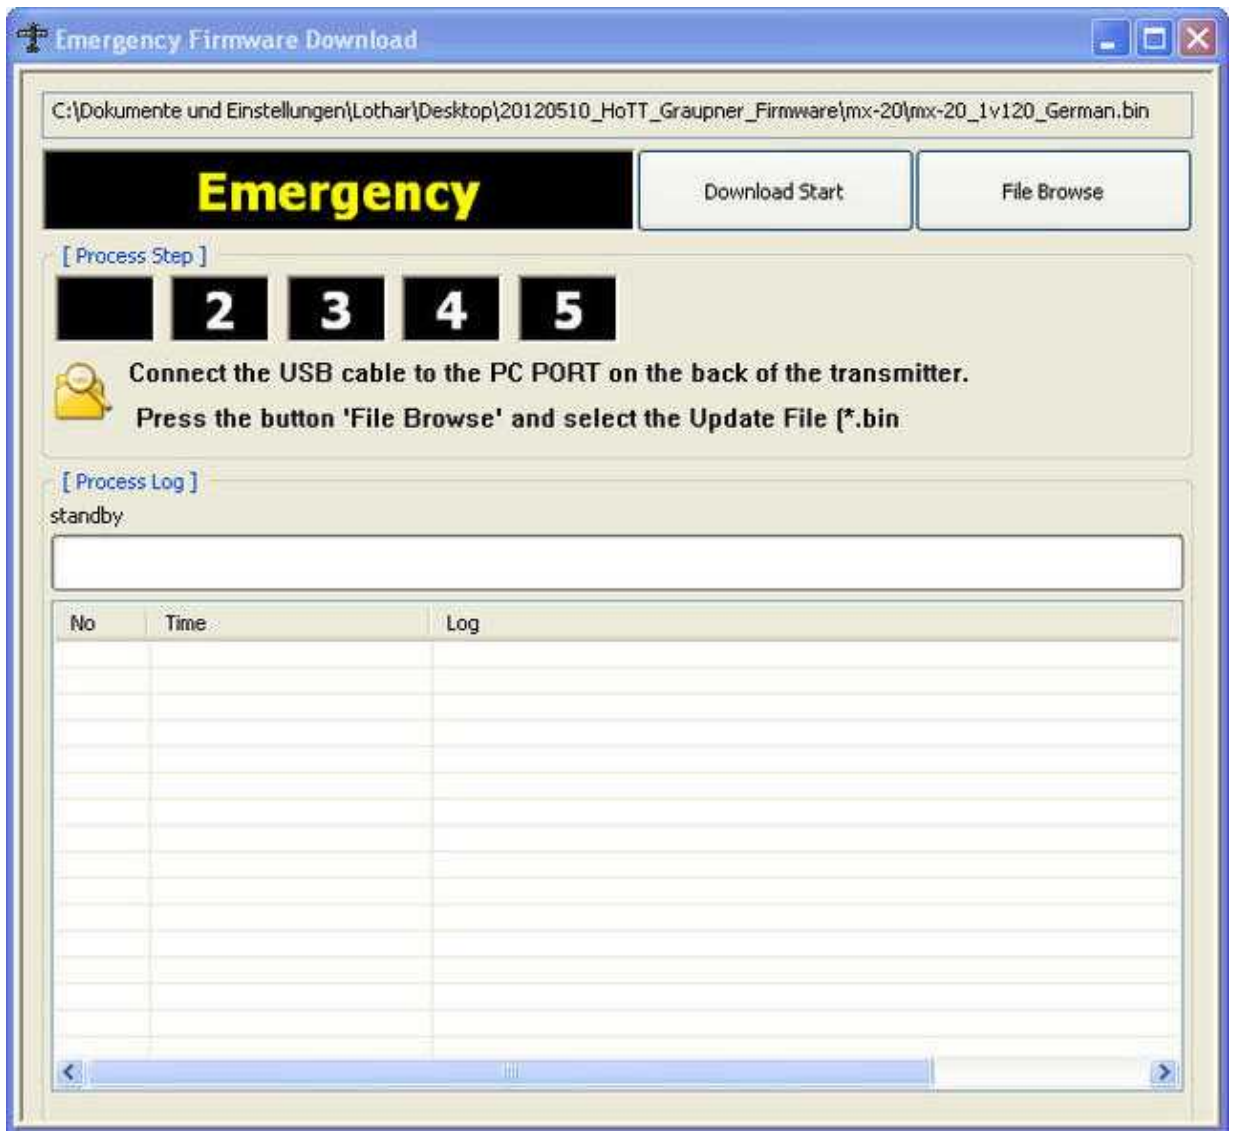 Emergency Firmware Download
C:\Dokumente und Einstellungen\Lothar\Desktop\20120510_HoTT_Graupner_Firmware\mx-20\mx-20_1v120_German.bin
Emergency Download Start File Browse
[ Process Step ]
2 3 4 5
Connect the USB cable to the PC PORT on the back of the transmitter.
Press the button 'File Browse' and select the Update File (*.bin
[ Process Log ]
standby
No Time Log